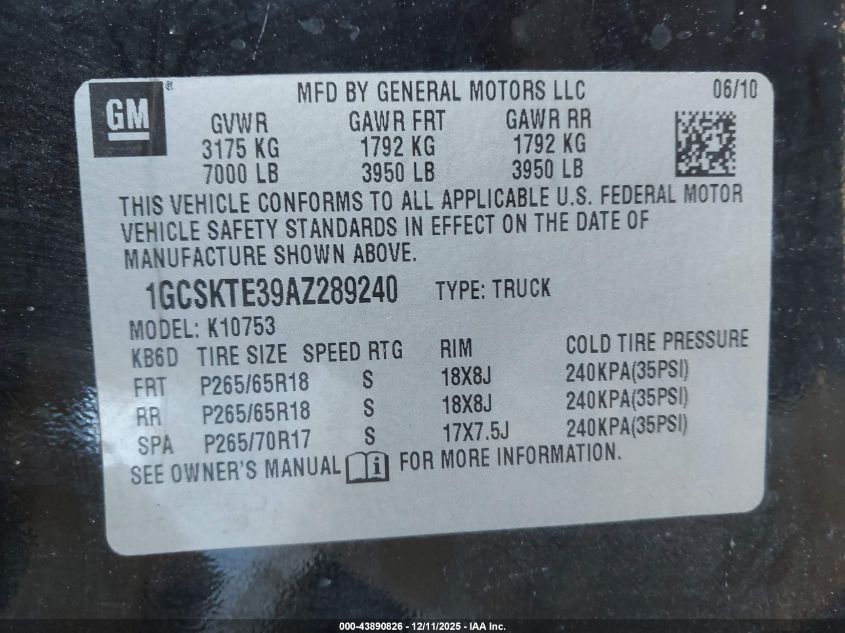 GM ® MFD BY GENERAL MOTORS LLC 06/10
GVWR GAWR FRT GAWR RR
3175 KG 1792 KG 1792 KG
7000 LB 3950 LB 3950 LB
THIS VEHICLE CONFORMS TO ALL APPLICABLE U.S. FEDERAL MOTOR
VEHICLE SAFETY STANDARDS IN EFFECT ON THE DATE OF
MANUFACTURE SHOWN ABOVE.
1GCSKTE39AZ289240 TYPE: TRUCK
MODEL: K10753
KB6D TIRE SIZE SPEED RTG RIM COLD TIRE PRESSURE
FRT P265/65R18 S 18X8J 240KPA(35PSI)
RR P265/65R18 S 18X8J 240KPA(35PSI)
SPA P265/70R17 S 17X7.5J 240KPA(35PSI)
SEE OWNER'S MANUAL i FOR MORE INFORMATION.
000-43890826 - 12/11/2025 - IAA Inc.